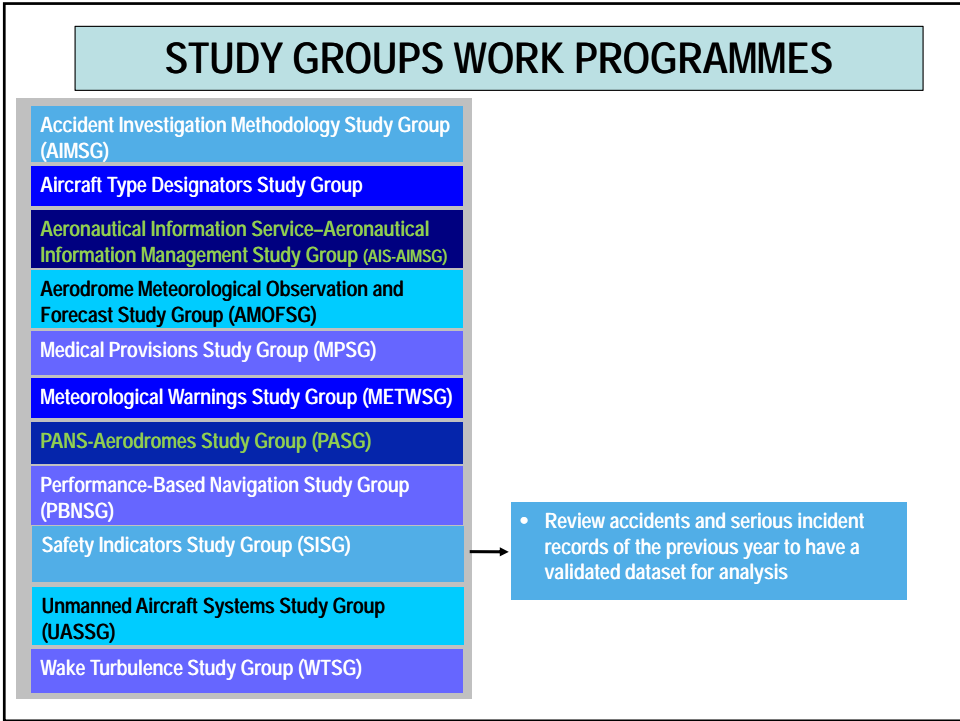 STUDY GROUPS WORK PROGRAMMES
Accident Investigation Methodology Study Group
(AIMSG)
Aircraft Type Designators Study Group
Aeronautical Information Service–Aeronautical
Information Management Study Group (AIS-AIMSG)
Aerodrome Meteorological Observation and
Forecast Study Group (AMOFSG)
Medical Provisions Study Group (MPSG)
Meteorological Warnings Study Group (METWSG)
PANS-Aerodromes Study Group (PASG)
Performance-Based Navigation Study Group
(PBNSG)
Safety Indicators Study Group (SISG)
Unmanned Aircraft Systems Study Group
(UASSG)
Wake Turbulence Study Group (WTSG)
• Review accidents and serious incident
records of the previous year to have a
validated dataset for analysis